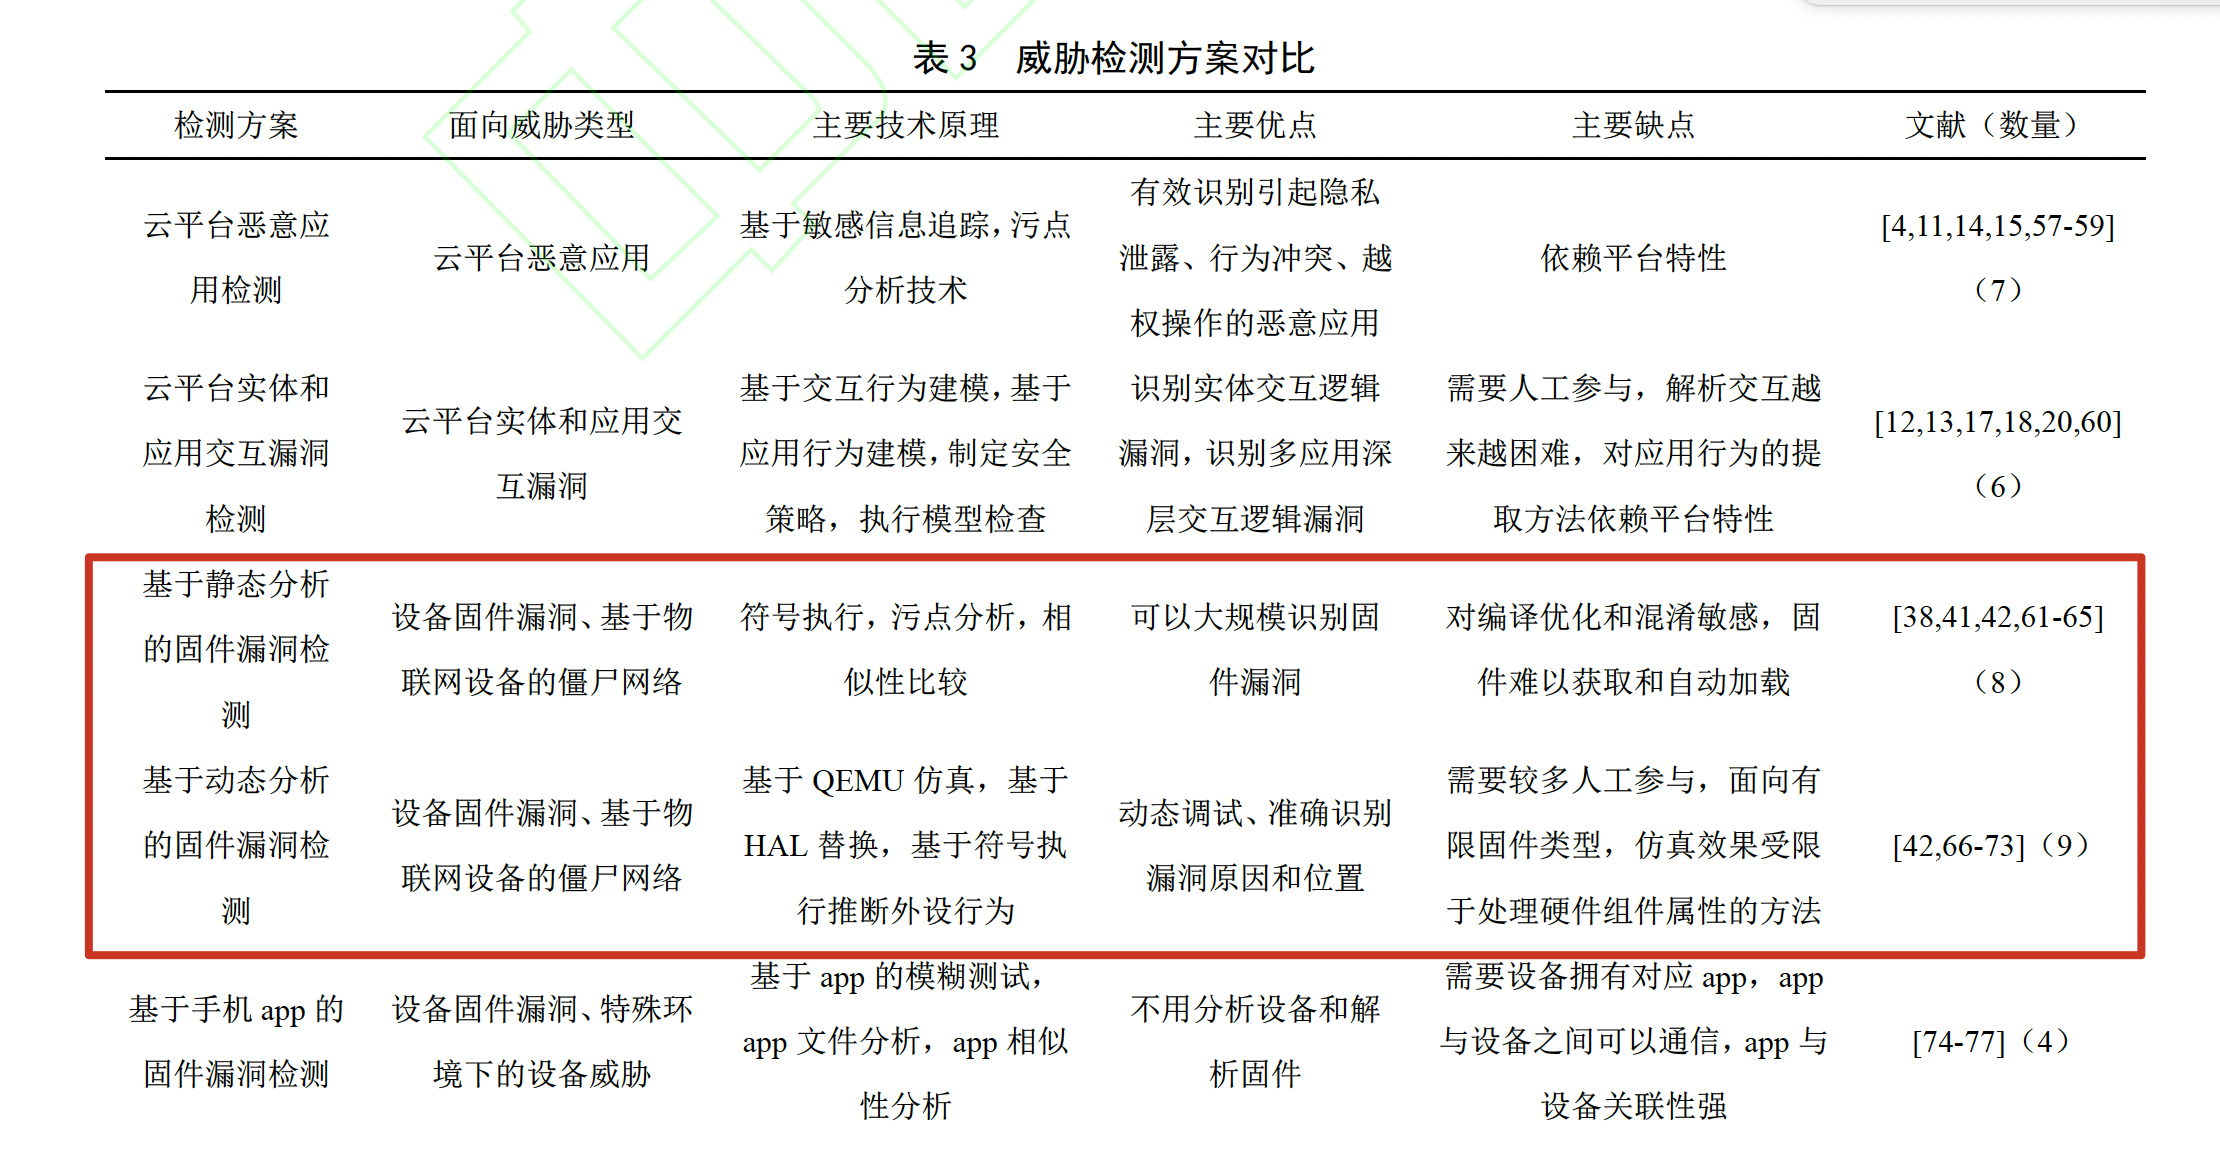 表 3 威胁检测方案对比
检测方案 面向威胁类型 主要技术原理 主要优点 主要缺点 文献（数量）
云平台恶意应
用检测
云平台恶意应用
基于敏感信息追踪，污点
分析技术
有效识别引起隐私
泄露、行为冲突、越
权操作的恶意应用
依赖平台特性
[4,11,14,15,57-59]
（7）
云平台实体和
应用交互漏洞
检测
云平台实体和应用交
互漏洞
基于交互行为建模，基于
应用行为建模，制定安全
策略，执行模型检查
识别实体交互逻辑
漏洞，识别多应用深
层交互逻辑漏洞
需要人工参与，解析交互越
来越困难，对应用行为的提
取方法依赖平台特性
[12,13,17,18,20,60]
（6）
基于静态分析
的固件漏洞检
测
设备固件漏洞、基于物
联网设备的僵尸网络
符号执行，污点分析，相
似性比较
可以大规模识别固
件漏洞
对编译优化和混淆敏感，固
件难以获取和自动加载
[38,41,42,61-65]
（8）
基于动态分析
的固件漏洞检
测
设备固件漏洞、基于物
联网设备的僵尸网络
基于 QEMU 仿真，基于
HAL 替换，基于符号执
行推断外设行为
动态调试、准确识别
漏洞原因和位置
需要较多人工参与，面向有
限固件类型，仿真效果受限
于处理硬件组件属性的方法
[42,66-73]（9）
基于手机 app 的
固件漏洞检测
设备固件漏洞、特殊环
境下的设备威胁
基于 app 的模糊测试，
app 文件分析，app 相似
性分析
不用分析设备和解
析固件
需要设备拥有对应 app，app
与设备之间可以通信，app 与
设备关联性强
[74-77]（4）